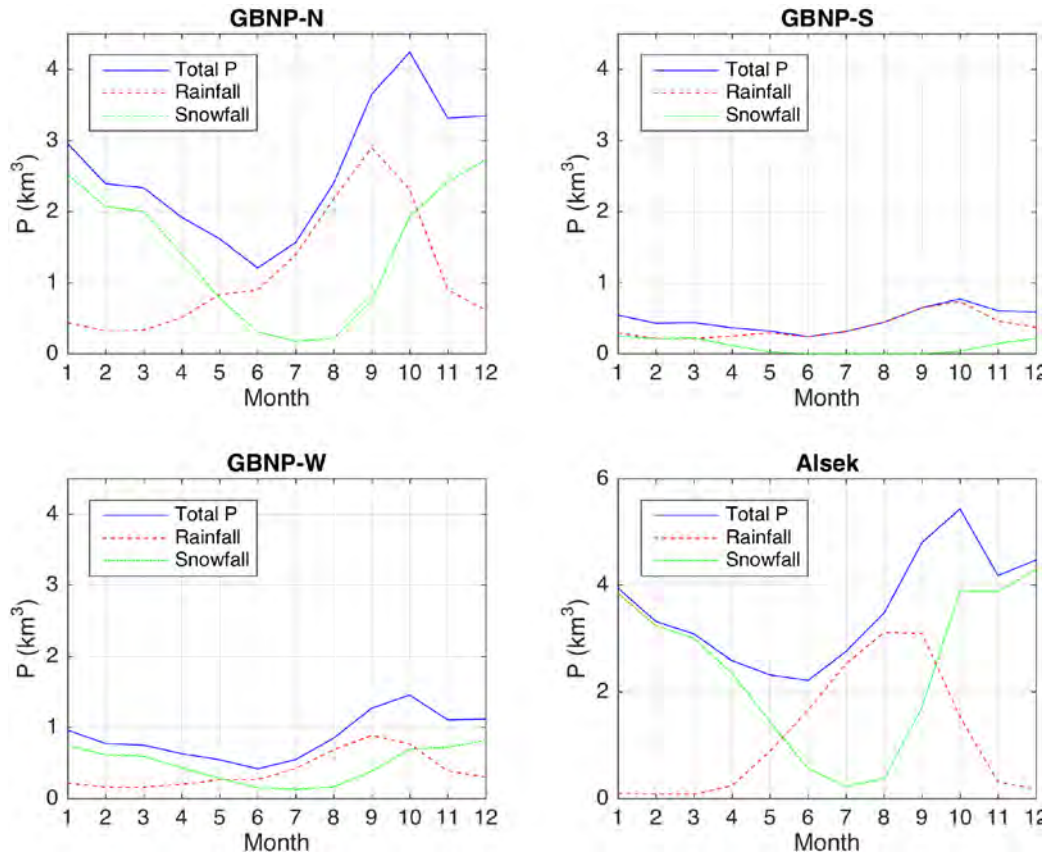 GBNP-N
4
3
2
1
0
P (km³)
Total P
Rainfall
Snowfall
1 2 3 4 5 6 7 8 9 10 11 12
Month
GBNP-S
4
3
2
1
0
P (km³)
Total P
Rainfall
Snowfall
1 2 3 4 5 6 7 8 9 10 11 12
Month
GBNP-W
4
3
2
1
0
P (km³)
Total P
Rainfall
Snowfall
1 2 3 4 5 6 7 8 9 10 11 12
Month
Alsek
6
4
2
0
P (km³)
Total P
Rainfall
Snowfall
1 2 3 4 5 6 7 8 9 10 11 12
Month